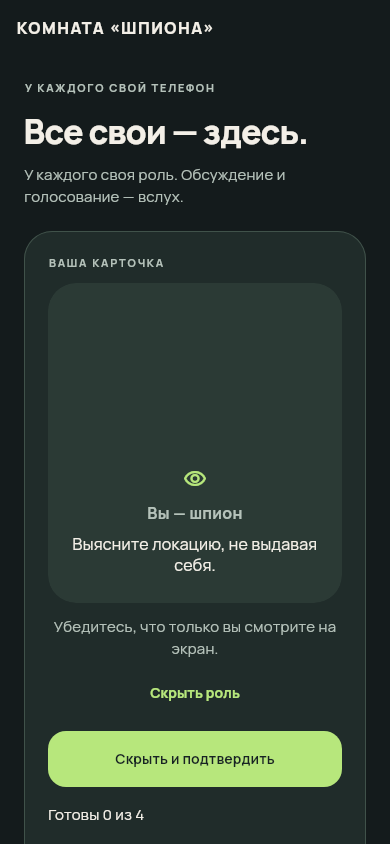 КОМНАТА «ШПИОНА»
У КАЖДОГО СВОЙ ТЕЛЕФОН
Все свои — здесь.
У каждого своя роль. Обсуждение и
голосование — вслух.
ВАША КАРТОЧКА
Вы — шпион
Выясните локацию, не выдавая
себя.
Убедитесь, что только вы смотрите на
экран.
Скрыть роль
Скрыть и подтвердить
Готовы 0 из 4